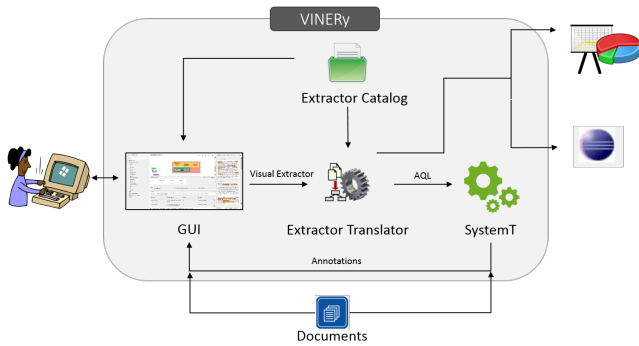 VINERy
Extractor Catalog
Visual Extractor
AQL
GUI
Extractor Translator
SystemT
Annotations
Documents